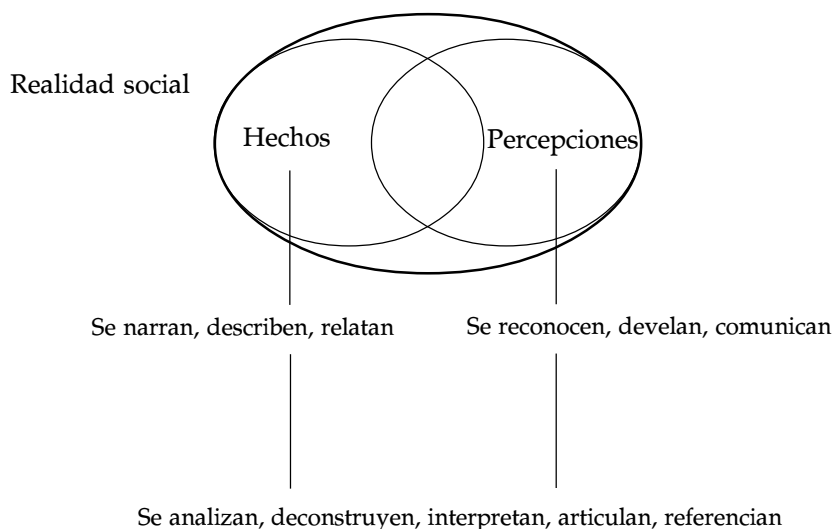 Realidad social
Hechos
Percepciones
Se narran, describen, relatan
Se reconocen, develan, comunican
Se analizan, deconstruyen, interpretan, articulan, referencian